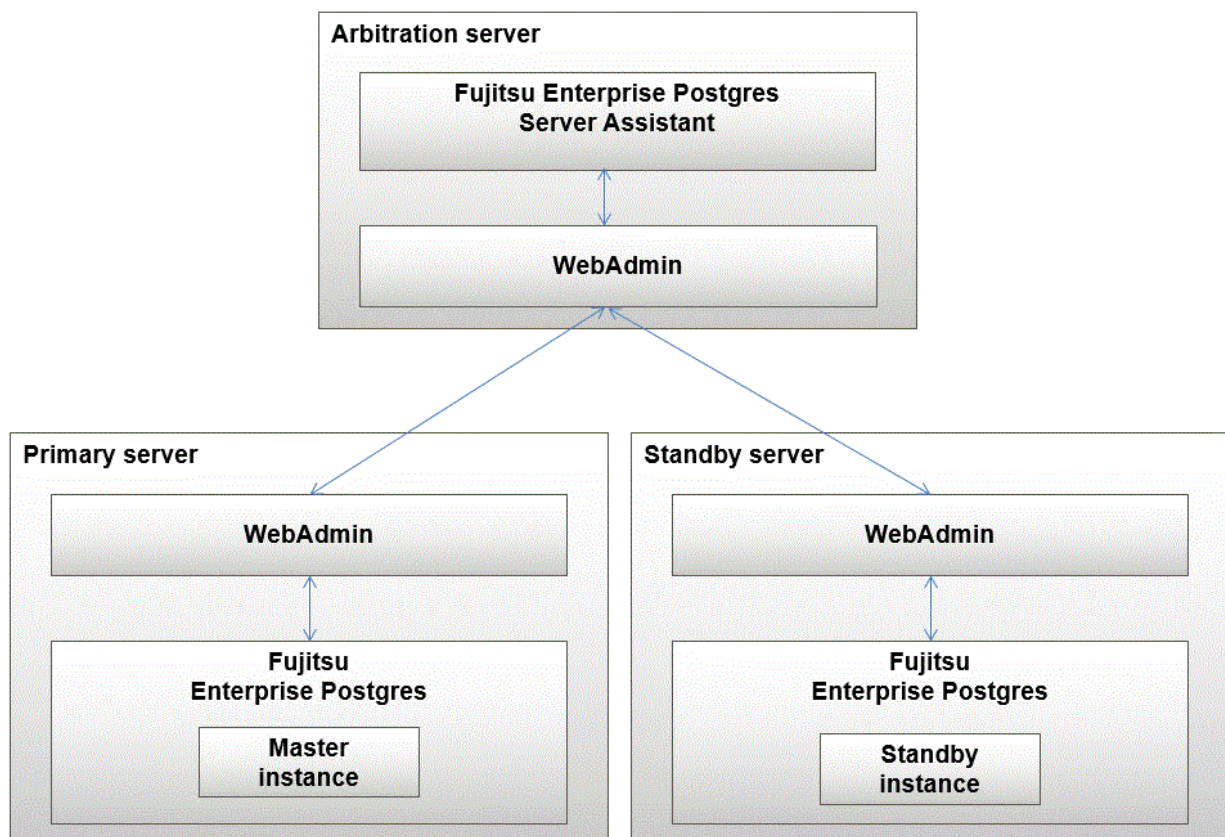 Arbitration server
Fujitsu Enterprise Postgres
Server Assistant
WebAdmin
Primary server
WebAdmin
Fujitsu
Enterprise Postgres
Master
instance
Standby server
WebAdmin
Fujitsu
Enterprise Postgres
Standby
instance